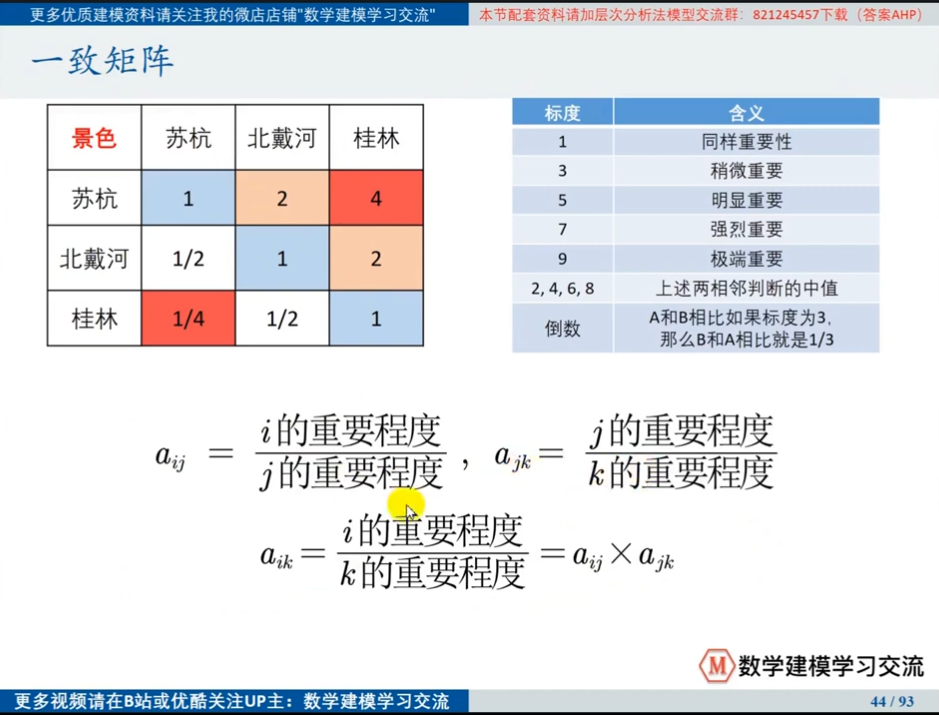 更多优质建模资料请关注我的微店店铺"数学建模学习交流"
本节配套资料请加层次分析法模型交流群：821245457下载（答案AHP）
一致矩阵
景色 苏杭 北戴河 桂林
苏杭 1 2 4
北戴河 1/2 1 2
桂林 1/4 1/2 1
标度 含义
1 同样重要性
3 稍微重要
5 明显重要
7 强烈重要
9 极端重要
2, 4, 6, 8 上述两相邻判断的中值
倒数 A和B相比如果标度为3，
那么B和A相比就是1/3
a_{ij} = i的重要程度 / j的重要程度 , a_{jk} = j的重要程度 / k的重要程度
a_{ik} = i的重要程度 / k的重要程度 = a_{ij} × a_{jk}
M 数学建模学习交流
更多视频请在B站或优酷关注UP主：数学建模学习交流
44 / 93